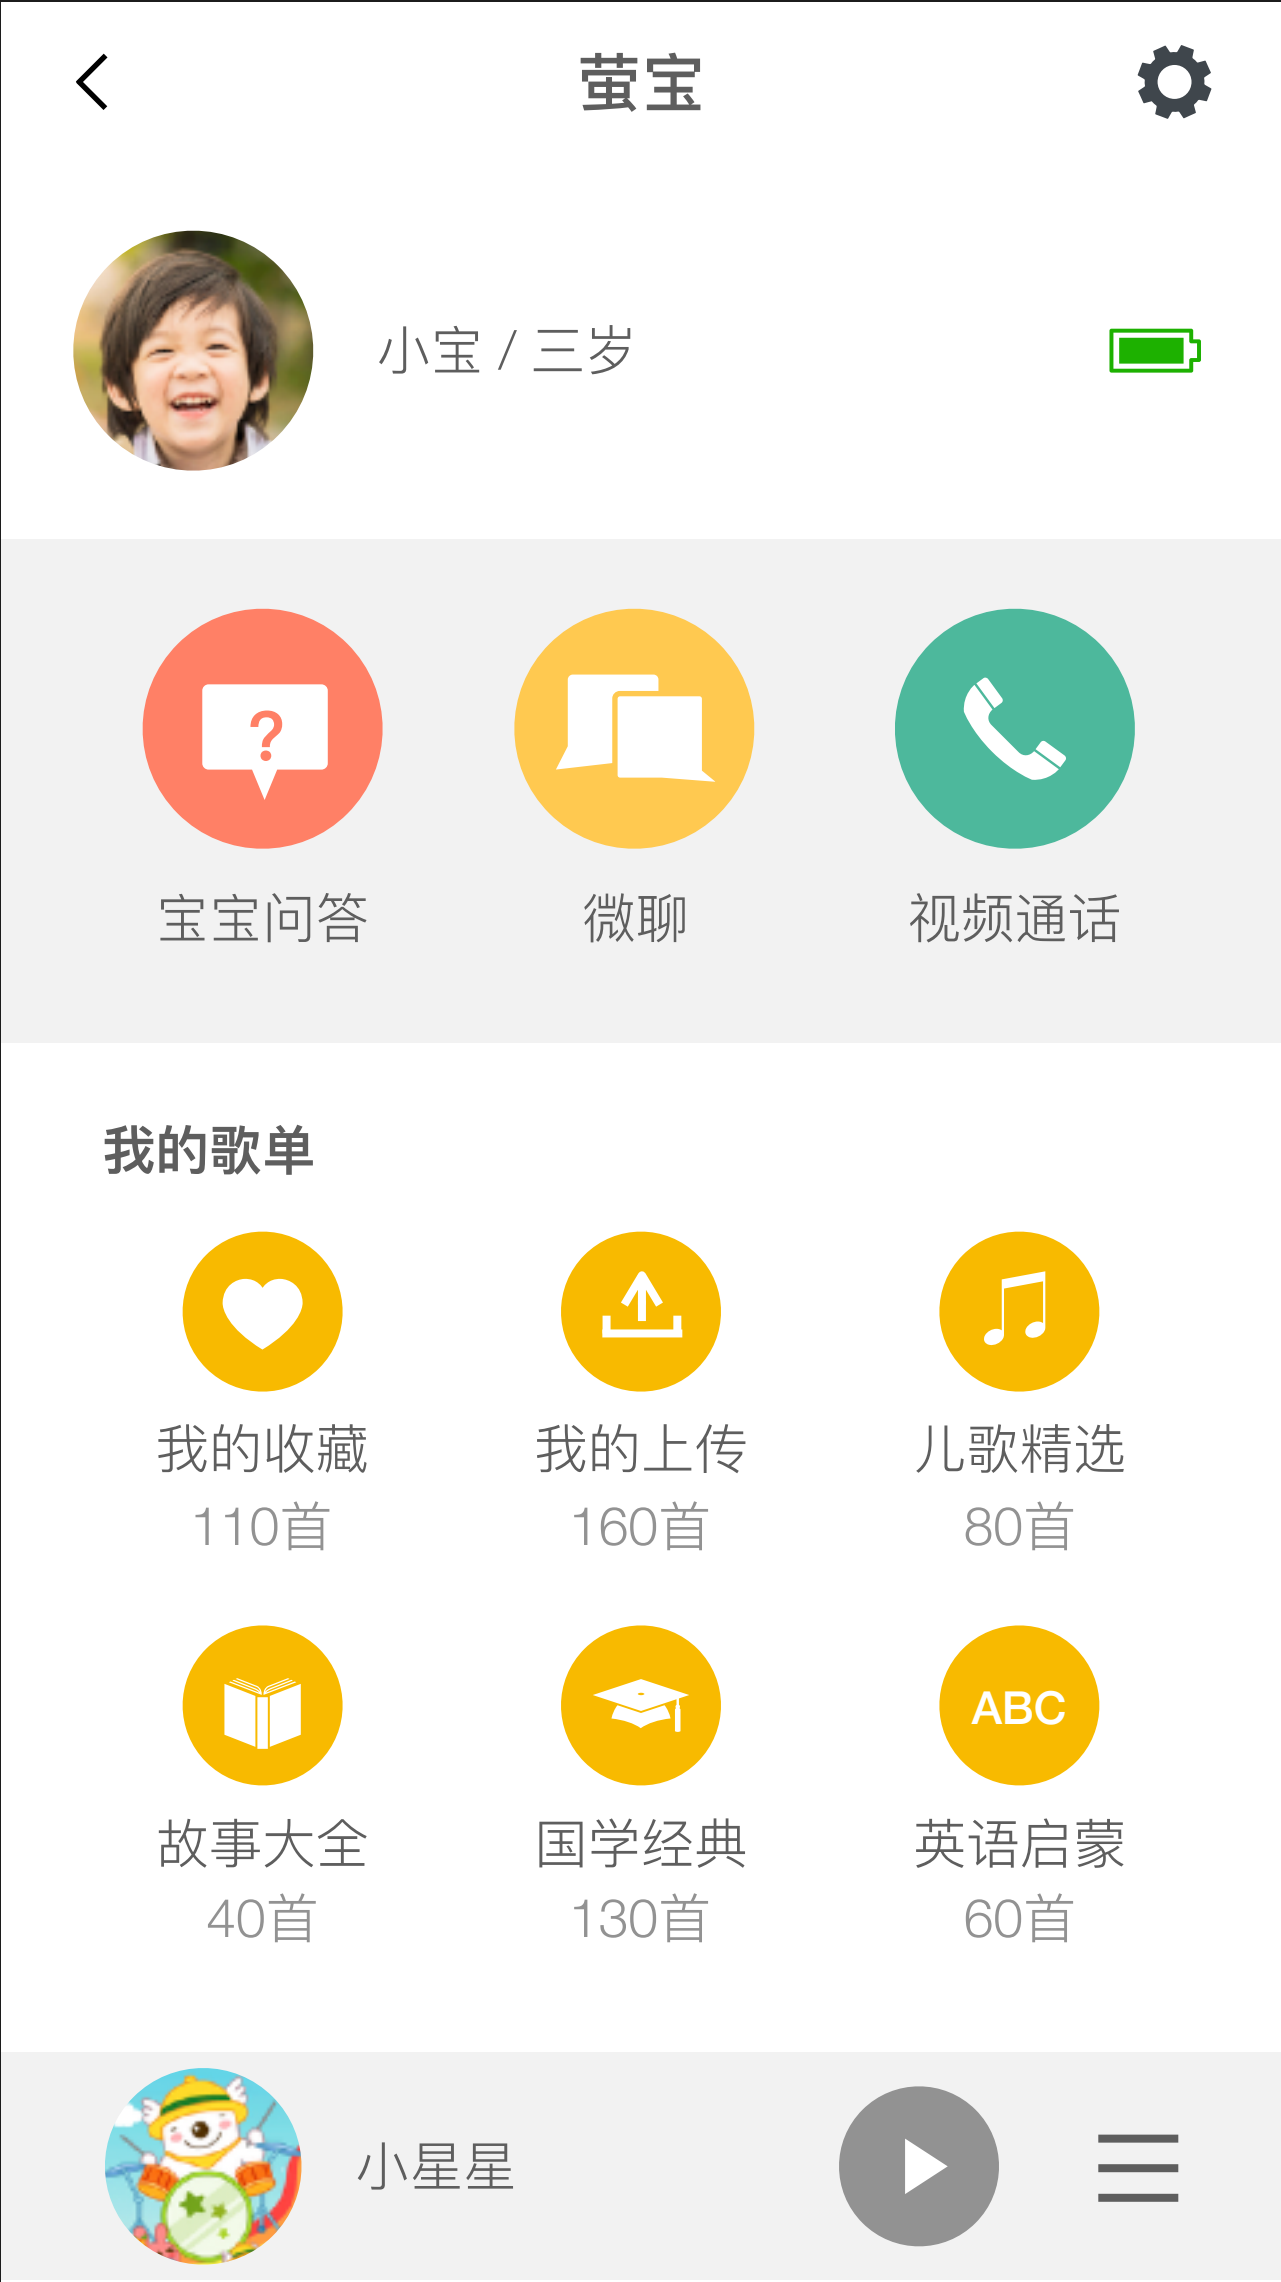 萤宝
小宝 / 三岁
?
宝宝问答
微聊
视频通话
我的歌单
我的收藏
我的上传
儿歌精选
110首
160首
80首
ABC
故事大全
国学经典
英语启蒙
40首
130首
60首
小星星